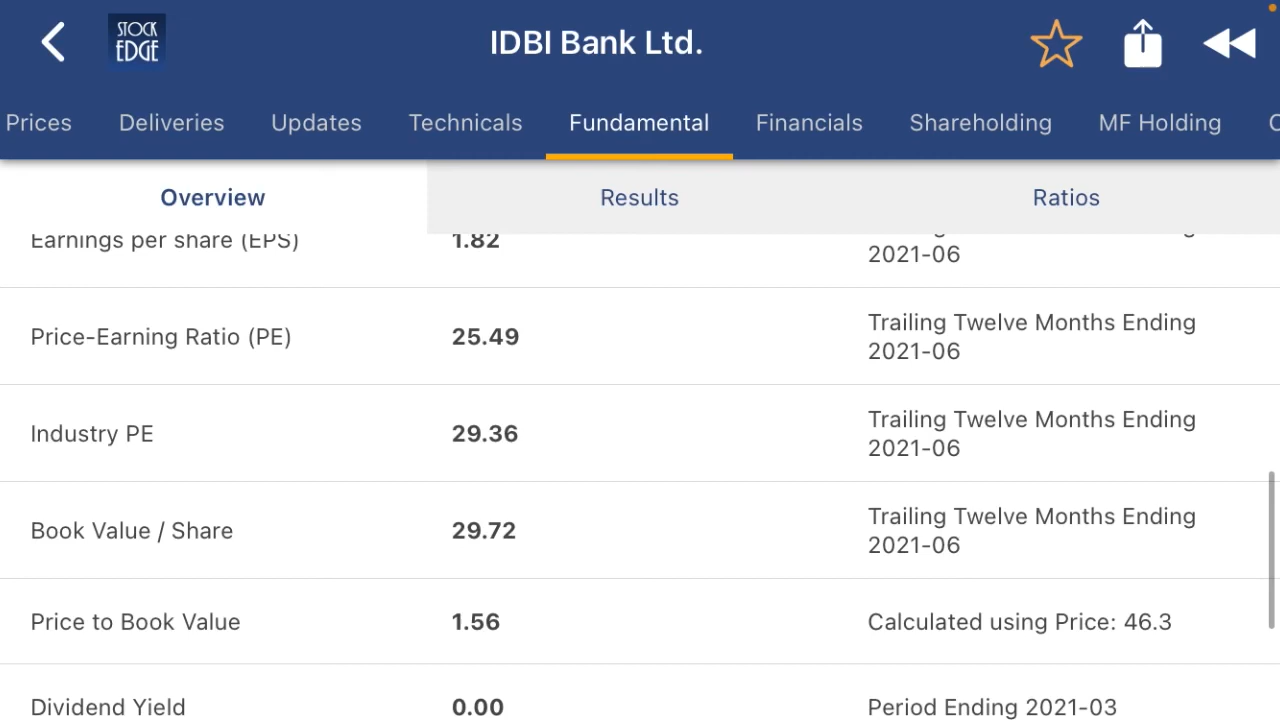 STOCK
EDGE
IDBI Bank Ltd.
Prices Deliveries Updates Technicals Fundamental Financials Shareholding MF Holding
Overview Results Ratios
Earnings per share (EPS) 1.82
2021-06
Price-Earning Ratio (PE) 25.49 Trailing Twelve Months Ending
2021-06
Industry PE 29.36 Trailing Twelve Months Ending
2021-06
Book Value / Share 29.72 Trailing Twelve Months Ending
2021-06
Price to Book Value 1.56 Calculated using Price: 46.3
Dividend Yield 0.00 Period Ending 2021-03